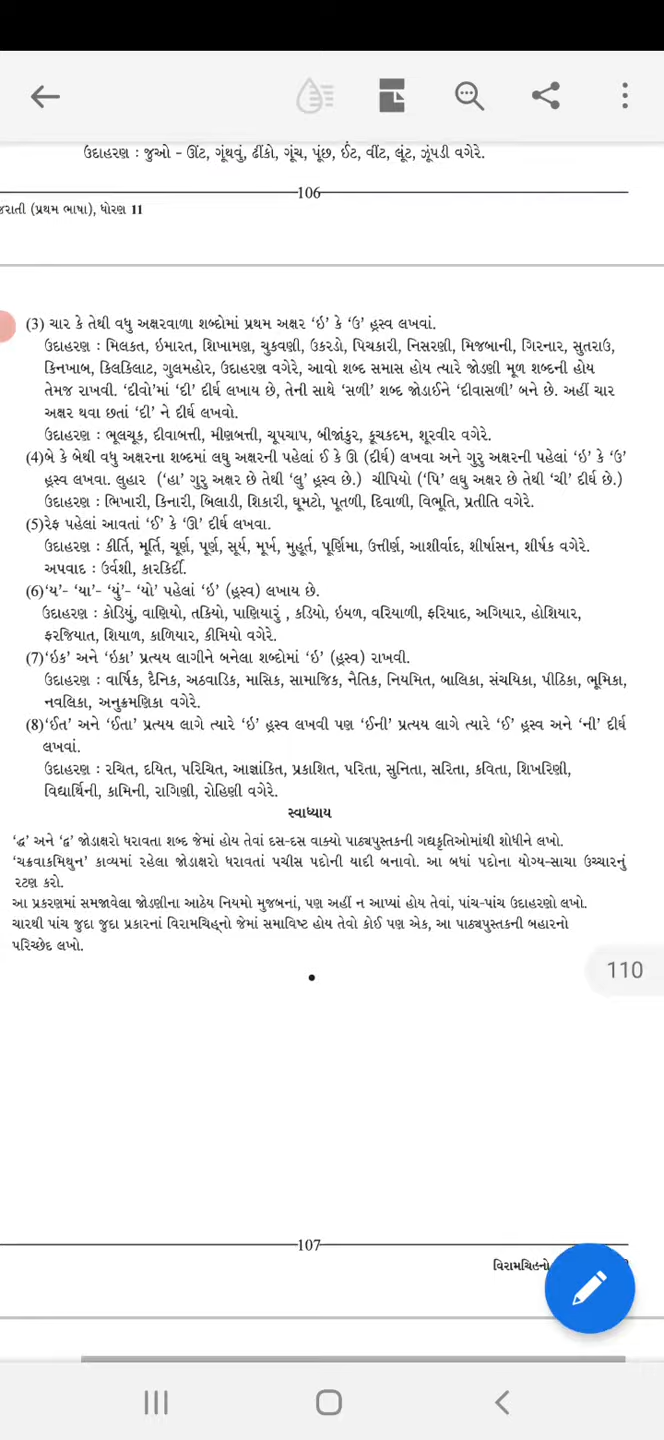 ઉદાહરણ : જુઓ - ઊંટ, ગૂંથવું, ઢીંકો, ગૂંચ, પૂંછ, ઈંટ, વીંટ, લૂંટ, ઝૂંપડી વગેરે.
106
જરાતી (પ્રથમ ભાષા), ધોરણ 11
(3) ચાર કે તેથી વધુ અક્ષરવાળા શબ્દોમાં પ્રથમ અક્ષર ‘ઇ’ કે ‘ઉ’ હ્રસ્વ લખવાં.
ઉદાહરણ : મિલકત, ઇમારત, શિખામણ, ચુકવણી, ઉકરડો, પિચકારી, નિસરણી, મિજબાની, ગિરનાર, સુતરાઉ,
કિનખાબ, કિલકિલાટ, ગુલમહોર, ઉદાહરણ વગેરે, આવો શબ્દ સમાસ હોય ત્યારે જોડણી મૂળ શબ્દની હોય
તેમજ રાખવી. ‘દીવો’માં ‘દી’ દીર્ઘ લખાય છે, તેની સાથે ‘સળી’ શબ્દ જોડાઈને ‘દીવાસળી’ બને છે. અહીં ચાર
અક્ષર થવા છતાં ‘દી’ ને દીર્ઘ લખવો.
ઉદાહરણ : ભૂલચૂક, દીવાબત્તી, મીણબત્તી, ચૂપચાપ, બીજાંકુર, કૂચકદમ, શૂરવીર વગેરે.
(4)બે કે બેથી વધુ અક્ષરના શબ્દમાં લઘુ અક્ષરની પહેલાં ઈ કે ઊ (દીર્ઘ) લખવા અને ગુરુ અક્ષરની પહેલાં ‘ઇ’ કે ‘ઉ’
હ્રસ્વ લખવા. લુહાર (‘હા’ ગુરુ અક્ષર છે તેથી ‘લુ’ હ્રસ્વ છે.) ચીપિયો (‘પિ’ લઘુ અક્ષર છે તેથી ‘ચી’ દીર્ઘ છે.)
ઉદાહરણ : ભિખારી, કિનારી, બિલાડી, શિકારી, ઘૂમટો, પૂતળી, દિવાળી, વિભૂતિ, પ્રતીતિ વગેરે.
(5)રેફ પહેલાં આવતાં ‘ઈ’ કે ‘ઊ’ દીર્ઘ લખવા.
ઉદાહરણ : કીર્તિ, મૂર્તિ, ચૂર્ણ, પૂર્ણ, સૂર્ય, મૂર્ખ, મુહૂર્ત, પૂર્ણિમા, ઉત્તીર્ણ, આશીર્વાદ, શીર્ષાસન, શીર્ષક વગેરે.
અપવાદ : ઉર્વશી, કારકિર્દી.
(6)‘ય’- ‘યા’- ‘યું’- ‘યો’ પહેલાં ‘ઇ’ (હ્રસ્વ) લખાય છે.
ઉદાહરણ : કોડિયું, વાણિયો, તકિયો, પાણિયારું , કડિયો, ઇયળ, વરિયાળી, ફરિયાદ, અગિયાર, હોશિયાર,
ફરજિયાત, શિયાળ, કાળિયાર, કીમિયો વગેરે.
(7)‘ઇક’ અને ‘ઇકા’ પ્રત્યય લાગીને બનેલા શબ્દોમાં ‘ઇ’ (હ્રસ્વ) રાખવી.
ઉદાહરણ : વાર્ષિક, દૈનિક, અઠવાડિક, માસિક, સામાજિક, નૈતિક, નિયમિત, બાલિકા, સંચયિકા, પીઠિકા, ભૂમિકા,
નવલિકા, અનુક્રમણિકા વગેરે.
(8)‘ઈત’ અને ‘ઈતા’ પ્રત્યય લાગે ત્યારે ‘ઇ’ હ્રસ્વ લખવી પણ ‘ઈની’ પ્રત્યય લાગે ત્યારે ‘ઈ’ હ્રસ્વ અને ‘ની’ દીર્ઘ
લખવાં.
ઉદાહરણ : રચિત, દયિત, પરિચિત, આજ્ઞાંકિત, પ્રકાશિત, પરિતા, સુનિતા, સરિતા, કવિતા, શિખરિણી,
વિદ્યાર્થિની, કામિની, રાગિણી, રોહિણી વગેરે.
સ્વાધ્યાય
‘દ્ધ’ અને ‘દ્વ’ જોડાક્ષરો ધરાવતા શબ્દ જેમાં હોય તેવાં દસ-દસ વાક્યો પાઠ્યપુસ્તકની ગદ્યકૃતિઓમાંથી શોધીને લખો.
‘ચક્રવાકમિથુન’ કાવ્યમાં રહેલા જોડાક્ષરો ધરાવતાં પચીસ પદોની યાદી બનાવો. આ બધાં પદોના યોગ્ય-સાચા ઉચ્ચારનું
રટણ કરો.
આ પ્રકરણમાં સમજાવેલા જોડણીના આઠેય નિયમો મુજબનાં, પણ અહીં ન આપ્યાં હોય તેવાં, પાંચ-પાંચ ઉદાહરણો લખો.
ચારથી પાંચ જુદા જુદા પ્રકારનાં વિરામચિહ્નો જેમાં સમાવિષ્ટ હોય તેવો કોઈ પણ એક, આ પાઠ્યપુસ્તકની બહારનો
પરિચ્છેદ લખો.
110
107
વિરામચિહ્નો